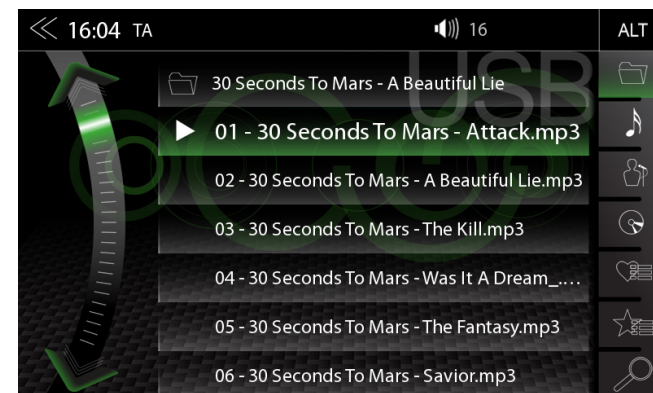 16:04 TA 16 ALT
USB
30 Seconds To Mars - A Beautiful Lie
01 - 30 Seconds To Mars - Attack.mp3
02 - 30 Seconds To Mars - A Beautiful Lie.mp3
03 - 30 Seconds To Mars - The Kill.mp3
04 - 30 Seconds To Mars - Was It A Dream_....
05 - 30 Seconds To Mars - The Fantasy.mp3
06 - 30 Seconds To Mars - Savior.mp3